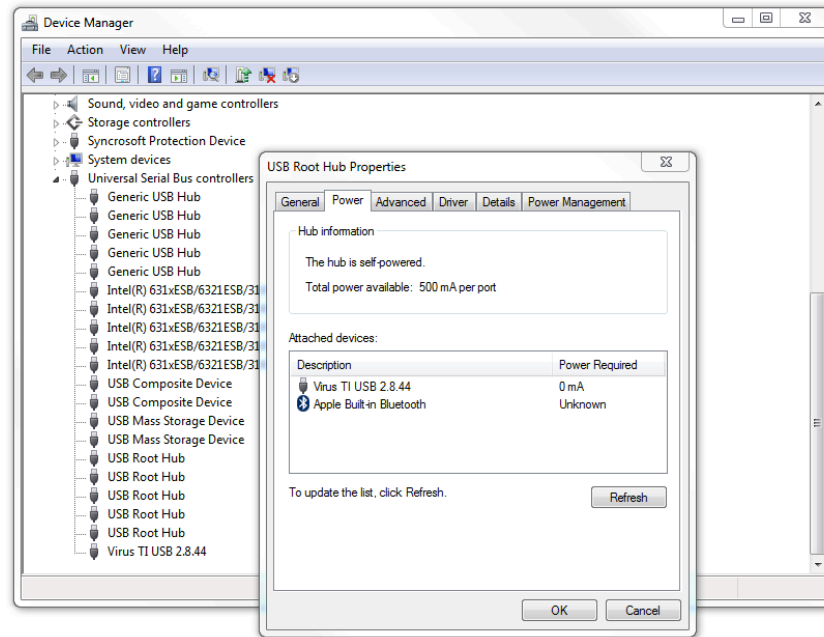 Device Manager
File Action View Help
Sound, video and game controllers
Storage controllers
Syncrosoft Protection Device
System devices
Universal Serial Bus controllers
Generic USB Hub
Generic USB Hub
Generic USB Hub
Generic USB Hub
Generic USB Hub
Intel(R) 631xESB/6321ESB/31
Intel(R) 631xESB/6321ESB/31
Intel(R) 631xESB/6321ESB/31
Intel(R) 631xESB/6321ESB/31
Intel(R) 631xESB/6321ESB/31
USB Composite Device
USB Composite Device
USB Mass Storage Device
USB Mass Storage Device
USB Root Hub
USB Root Hub
USB Root Hub
USB Root Hub
USB Root Hub
Virus TI USB 2.8.44
USB Root Hub Properties
General Power Advanced Driver Details Power Management
Hub information
The hub is self-powered.
Total power available: 500 mA per port
Attached devices:
Description Power Required
Virus TI USB 2.8.44 0 mA
Apple Built-in Bluetooth Unknown
To update the list, click Refresh.
Refresh
OK Cancel